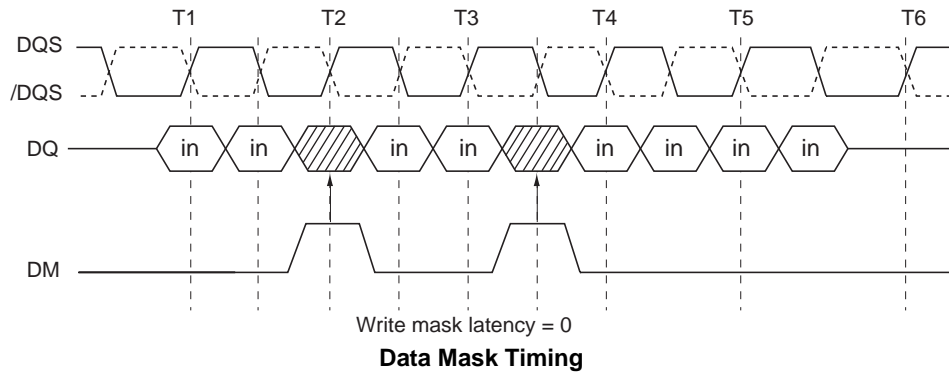 T1 T2 T3 T4 T5 T6
DQS
/DQS
DQ in in in in in in in in
DM
Write mask latency = 0
Data Mask Timing